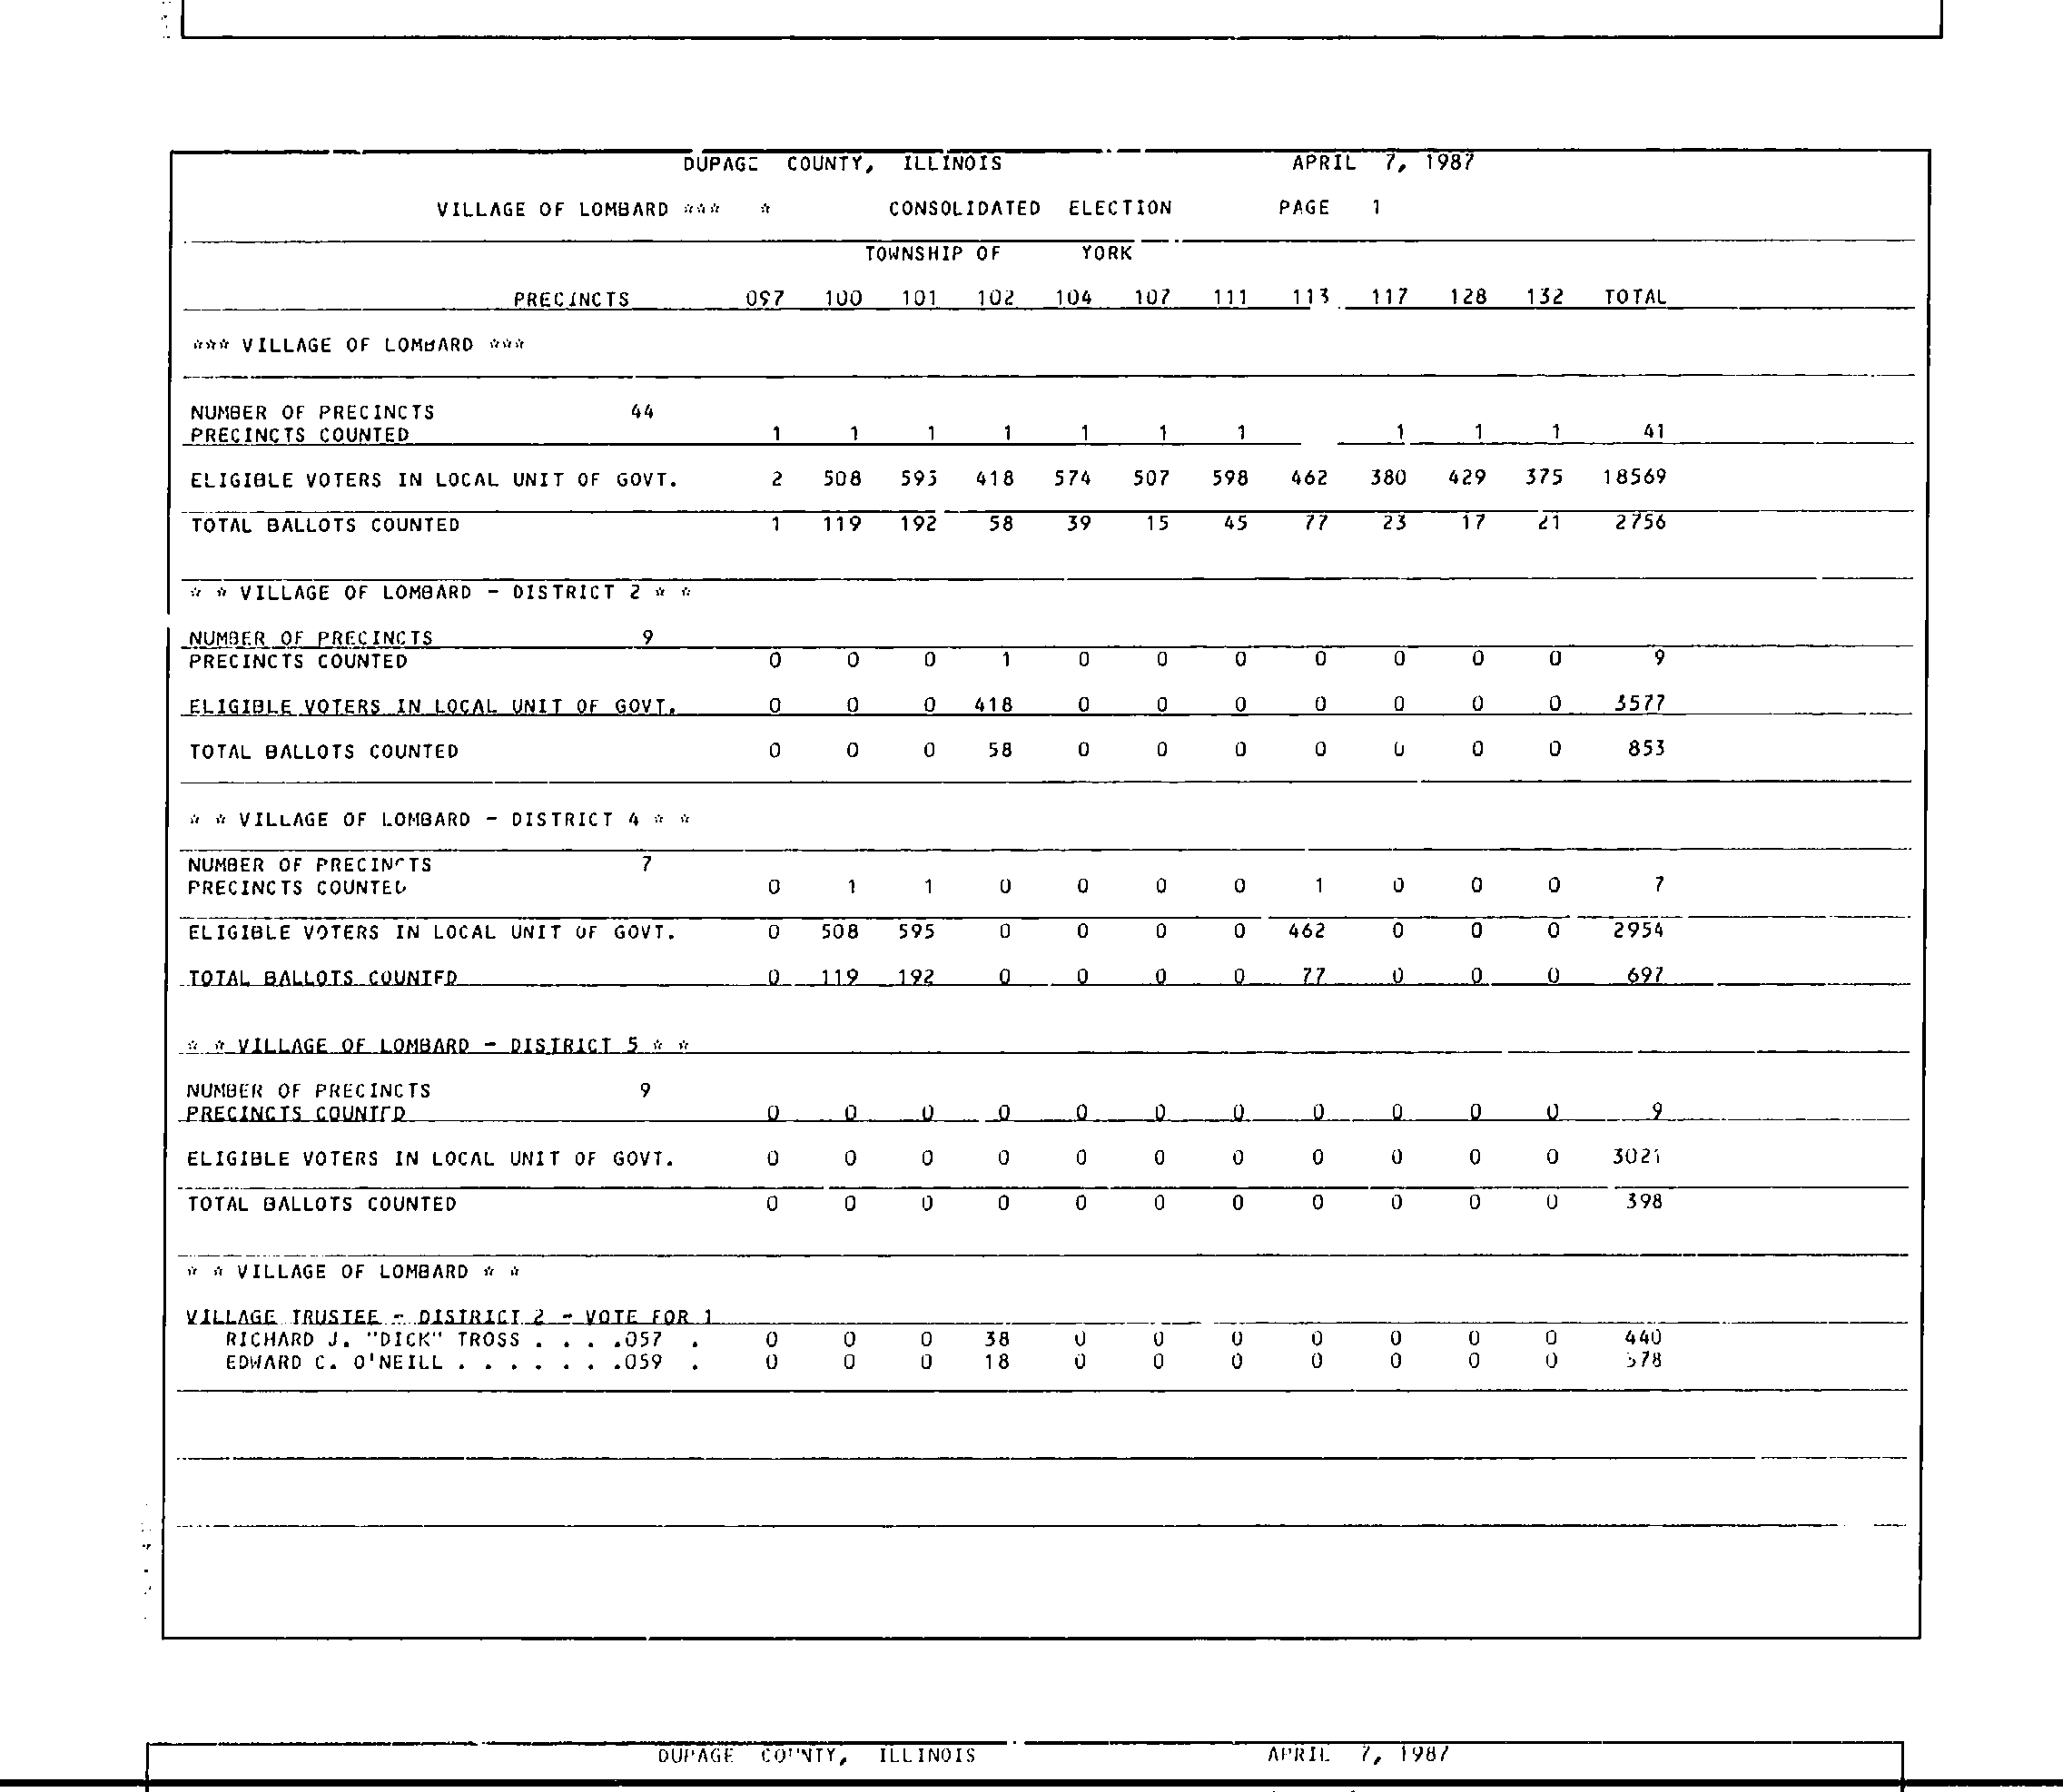 DUPAGE COUNTY, ILLINOIS APRIL 7, 1987
VILLAGE OF LOMBARD *** * CONSOLIDATED ELECTION PAGE 1
TOWNSHIP OF YORK
PRECINCTS 097 100 101 102 104 107 111 113 117 128 132 TOTAL
*** VILLAGE OF LOMBARD ***
NUMBER OF PRECINCTS 44
PRECINCTS COUNTED 1 1 1 1 1 1 1 1 1 1 41
ELIGIBLE VOTERS IN LOCAL UNIT OF GOVT. 2 508 595 418 574 507 598 462 380 429 375 18569
TOTAL BALLOTS COUNTED 1 119 192 58 39 15 45 77 23 17 21 2756
* * VILLAGE OF LOMBARD - DISTRICT 2 * *
NUMBER OF PRECINCTS 9
PRECINCTS COUNTED 0 0 0 1 0 0 0 0 0 0 0 9
ELIGIBLE VOTERS IN LOCAL UNIT OF GOVT. 0 0 0 418 0 0 0 0 0 0 0 3577
TOTAL BALLOTS COUNTED 0 0 0 58 0 0 0 0 0 0 0 853
* * VILLAGE OF LOMBARD - DISTRICT 4 * *
NUMBER OF PRECINCTS 7
PRECINCTS COUNTED 0 1 1 0 0 0 0 1 0 0 0 7
ELIGIBLE VOTERS IN LOCAL UNIT OF GOVT. 0 508 595 0 0 0 0 462 0 0 0 2954
TOTAL BALLOTS COUNTED 0 119 192 0 0 0 0 77 0 0 0 697
* * VILLAGE OF LOMBARD - DISTRICT 5 * *
NUMBER OF PRECINCTS 9
PRECINCTS COUNTED 0 0 0 0 0 0 0 0 0 0 0 9
ELIGIBLE VOTERS IN LOCAL UNIT OF GOVT. 0 0 0 0 0 0 0 0 0 0 0 3021
TOTAL BALLOTS COUNTED 0 0 0 0 0 0 0 0 0 0 0 398
* * VILLAGE OF LOMBARD * *
VILLAGE TRUSTEE - DISTRICT 2 - VOTE FOR 1
RICHARD J. "DICK" TROSS . . . .057 . 0 0 0 38 0 0 0 0 0 0 0 440
EDWARD C. O'NEILL . . . . . . .059 . 0 0 0 18 0 0 0 0 0 0 0
DUPAGE COUNTY, ILLINOIS APRIL 7, 1987